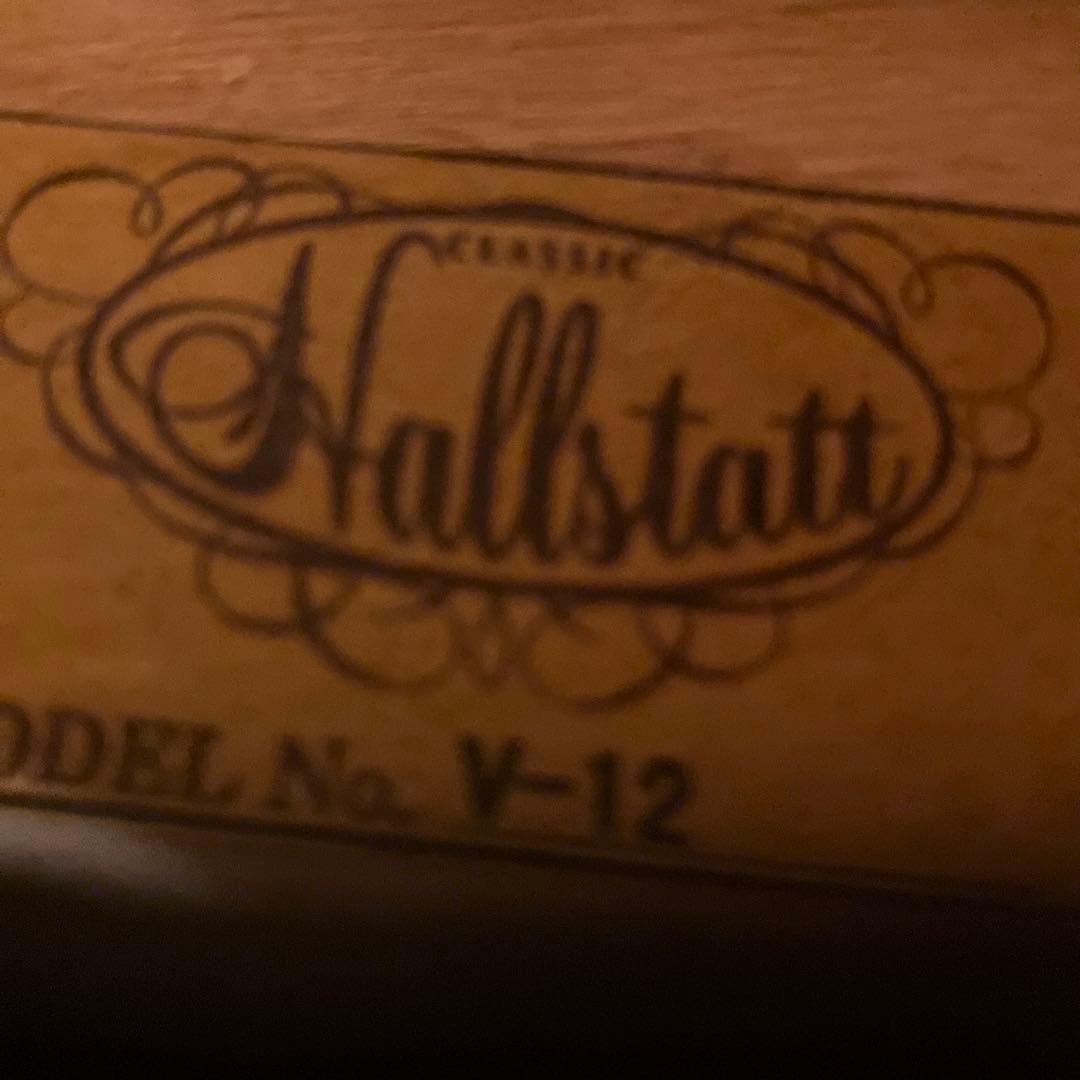 CLASSIC
Hallstatt
ODEL No. V-12